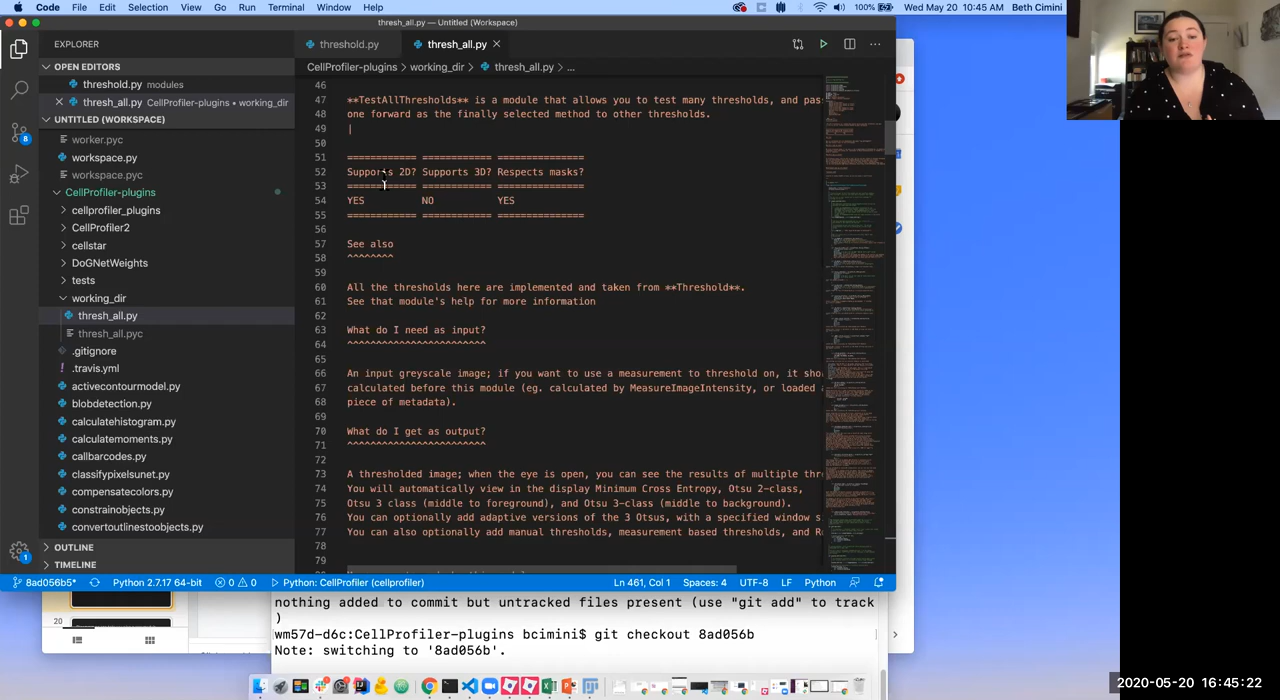 Code File Edit Selection View Go Run Terminal Window Help 100% Wed May 20 10:45 AM Beth Cimini
thresh_all.py — Untitled (Workspace)
EXPLORER
threshold.py thresh_all.py
OPEN EDITORS
CellProfiler-plugins > working_dir > thresh_all.py > ...
threshold.py modules
thresh_all.py CellProfiler-plugins • working_dir
UNTITLED (WORKSPACE)
worker.pyc
workspace.py
workspace.pyc
CellProfiler-plugins
cellprofiler_plugins
CellProfiler2
cellstar
DoGNetWeights
tests
working_dir
thresh_all.py
thresh_all.pyc
.gitignore
.travis.yml
activecontourmodel.py
blobdetection.py
calculatehistogram.py
calculatemoments.py
callbarcodes.py
classifypixelsunet.py
compensatecolors.py
constrainobjects.py
convertoutlinestoobjects.py
OUTLINE
TIMELINE
8
1
46
47 **TestAllThresholds** is a module that allows you to test many thresholds, and pas
48 one forward as the finally selected method to other thresholds.
49
50
51 ============ ============ ===============
52 Supports 2D? Supports 3D? Respects masks?
53 ============ ============ ===============
54 YES NO YES
55 ============ ============ ===============
56
57 See also
58 ^^^^^^^^
59
60 All the thresholds here are implemented and taken from **Threshold**.
61 See that module's help for more information
62
63 What do I need as input?
64 ^^^^^^^^^^^^^^^^^^^^^^^^
65
66 An input greyscale image; if you want to use a measurement to threshold on, it shou
67 calculated before this module (eg. calculated by MeasureImageIntensity, or loaded a
68 piece of metadata).
69
70 What do I get as output?
71 ^^^^^^^^^^^^^^^^^^^^^^^^
72
73 A thresholded image; when the eye is open, you can see the results of multiple thr
74 You will automatically view in the display Minimum Cross Entropy, Otsu 2-class,
75 Otsu 3 class (middle to foreground), and Otsu 3-class (middle to background).
76 You can optionally add adaptive versions of the 3 Otsus, with a specified window s
77 You can also optionally add manual thresholds, measurement based thresholds, and R
78
79
8ad056b* Python 2.7.17 64-bit 0 0 Python: CellProfiler (cellprofiler) Ln 461, Col 1 Spaces: 4 UTF-8 LF Python
20
nothing added to commit but untracked files present (use "git add" to track
)
wm57d-d6c:CellProfiler-plugins bcimini$ git checkout 8ad056b
Note: switching to '8ad056b'.
2020-05-20 16:45:22